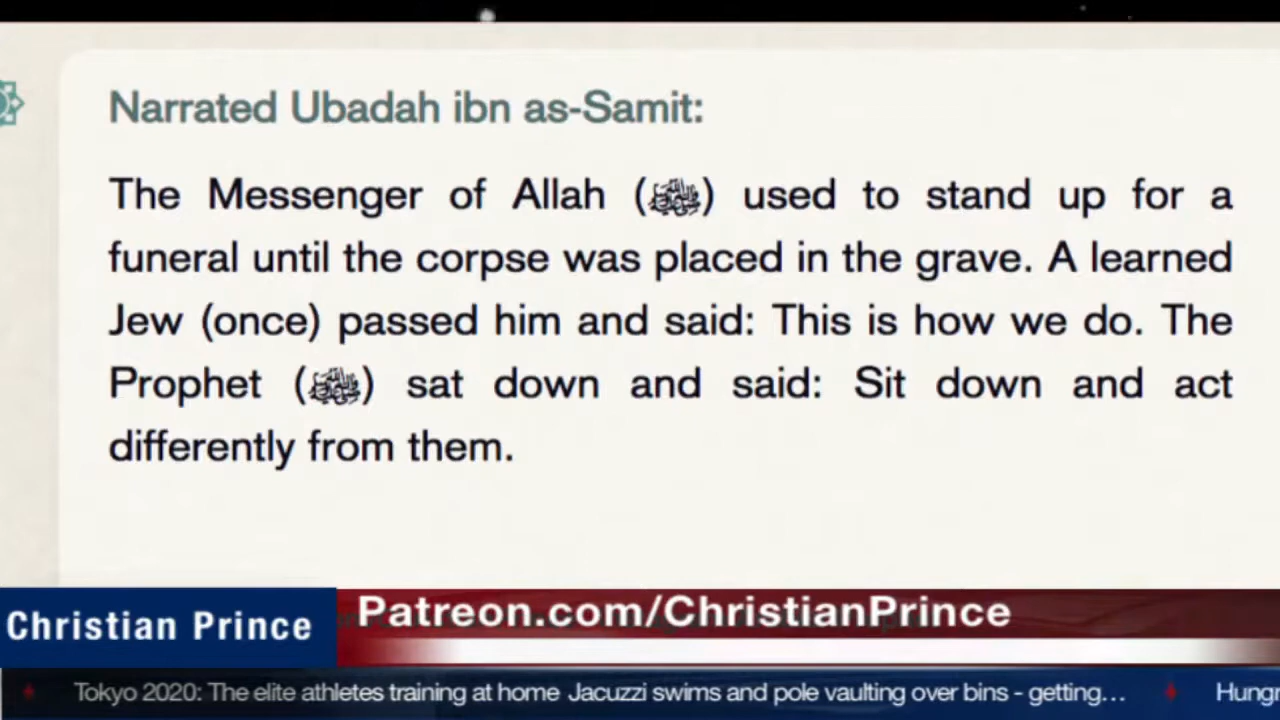 Narrated Ubadah ibn as-Samit:
The Messenger of Allah (ﷺ) used to stand up for a
funeral until the corpse was placed in the grave. A learned
Jew (once) passed him and said: This is how we do. The
Prophet (ﷺ) sat down and said: Sit down and act
differently from them.
Christian Prince
Patreon.com/ChristianPrince
Tokyo 2020: The elite athletes training at home Jacuzzi swims and pole vaulting over bins - getting...